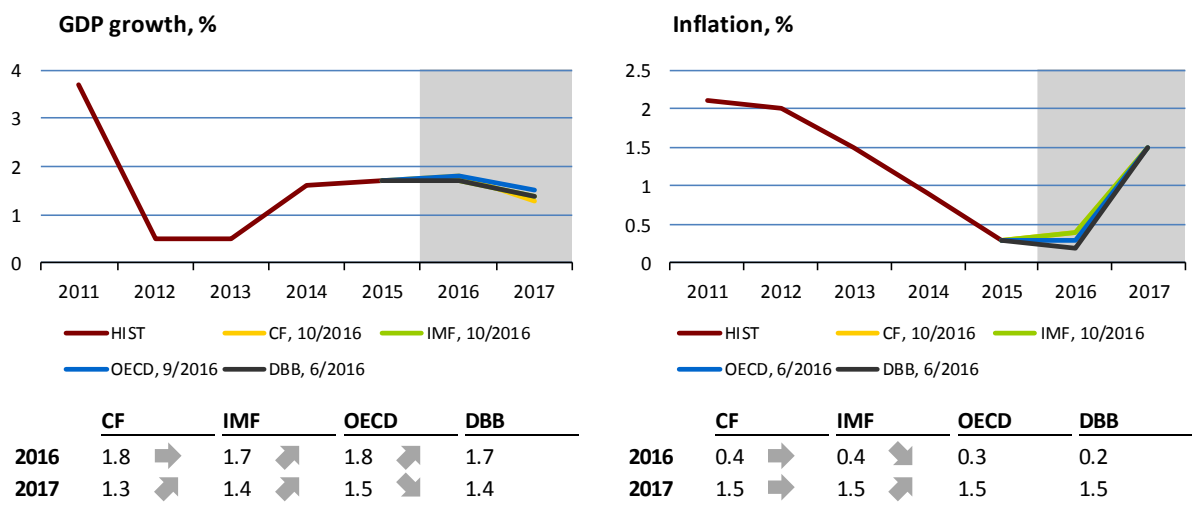 GDP growth, %
4
3
2
1
0
2011 2012 2013 2014 2015 2016 2017
HIST CF, 10/2016 IMF, 10/2016
OECD, 9/2016 DBB, 6/2016
CF IMF OECD DBB
2016 1.8 1.7 1.8 1.7
2017 1.3 1.4 1.5 1.4
Inflation, %
2.5
2
1.5
1
0.5
0
2011 2012 2013 2014 2015 2016 2017
HIST CF, 10/2016 IMF, 10/2016
OECD, 6/2016 DBB, 6/2016
CF IMF OECD DBB
2016 0.4 0.4 0.3 0.2
2017 1.5 1.5 1.5 1.5